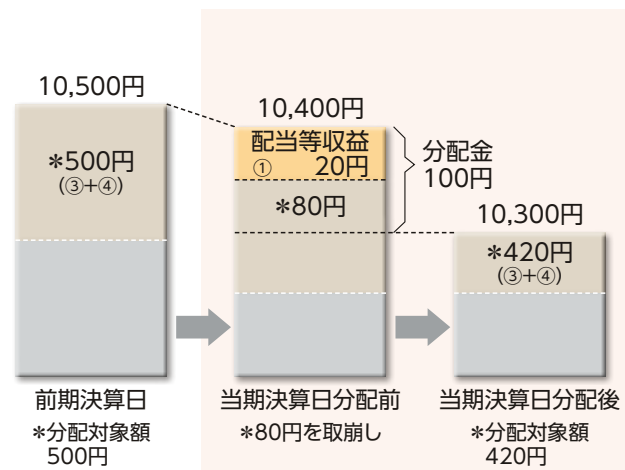 10,500円
*500円
(③+④)
前期決算日
*分配対象額
500円
10,400円
配当等収益
① 20円
*80円
分配金
100円
当期決算日分配前
*80円を取崩し
10,300円
*420円
(③+④)
当期決算日分配後
*分配対象額
420円